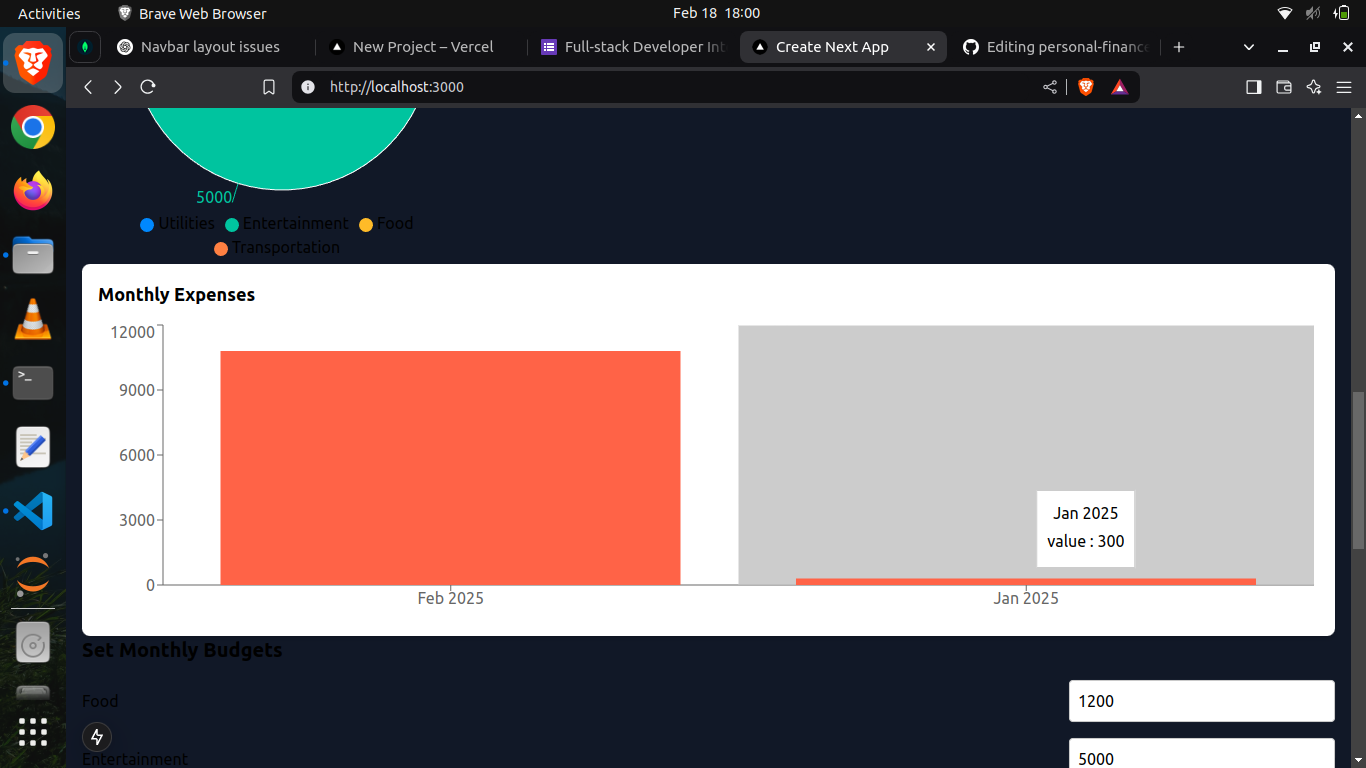 Activities Brave Web Browser Feb 18 18:00
Navbar layout issues New Project – Vercel Full-stack Developer Int Create Next App Editing personal-finance
http://localhost:3000
5000
Utilities Entertainment Food
Transportation
Monthly Expenses
12000
9000
6000
3000
0
Jan 2025
value : 300
Feb 2025 Jan 2025
Set Monthly Budgets
Food 1200
Entertainment 5000